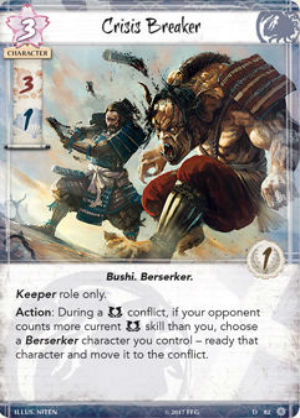 3
Crisis Breaker
CHARACTER
3
1
1
Bushi. Berserker.
Keeper role only.
Action: During a conflict, if your opponent
counts more current skill than you, choose
a Berserker character you control – ready that
character and move it to the conflict.
ILLUS. NITEN
© 2017 FFG
82